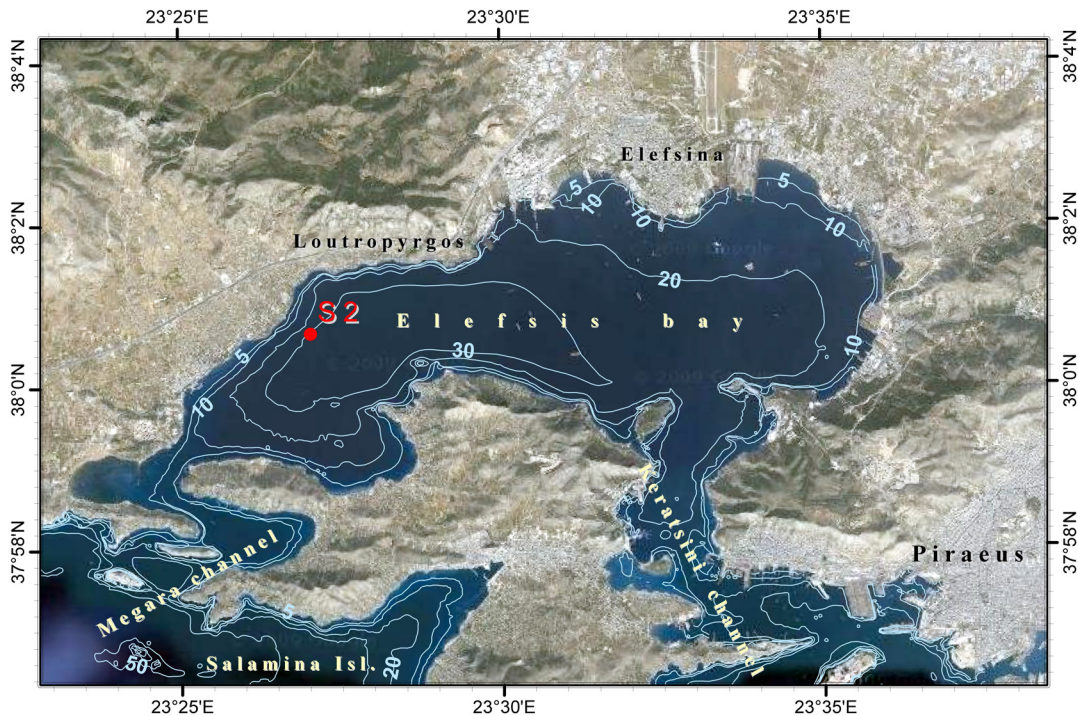 23°25'E 23°30'E 23°35'E
38°4'N 38°4'N
Elefsina
5 5
10 10 10
38°2'N 38°2'N
Loutropyrgos
20
S 2
Elefsis bay
5 30 10
38°0'N 38°0'N
10
Keratsini channel
37°58'N 37°58'N
Megara channel
Piraeus
5
50 Salamina Isl. 20
23°25'E 23°30'E 23°35'E